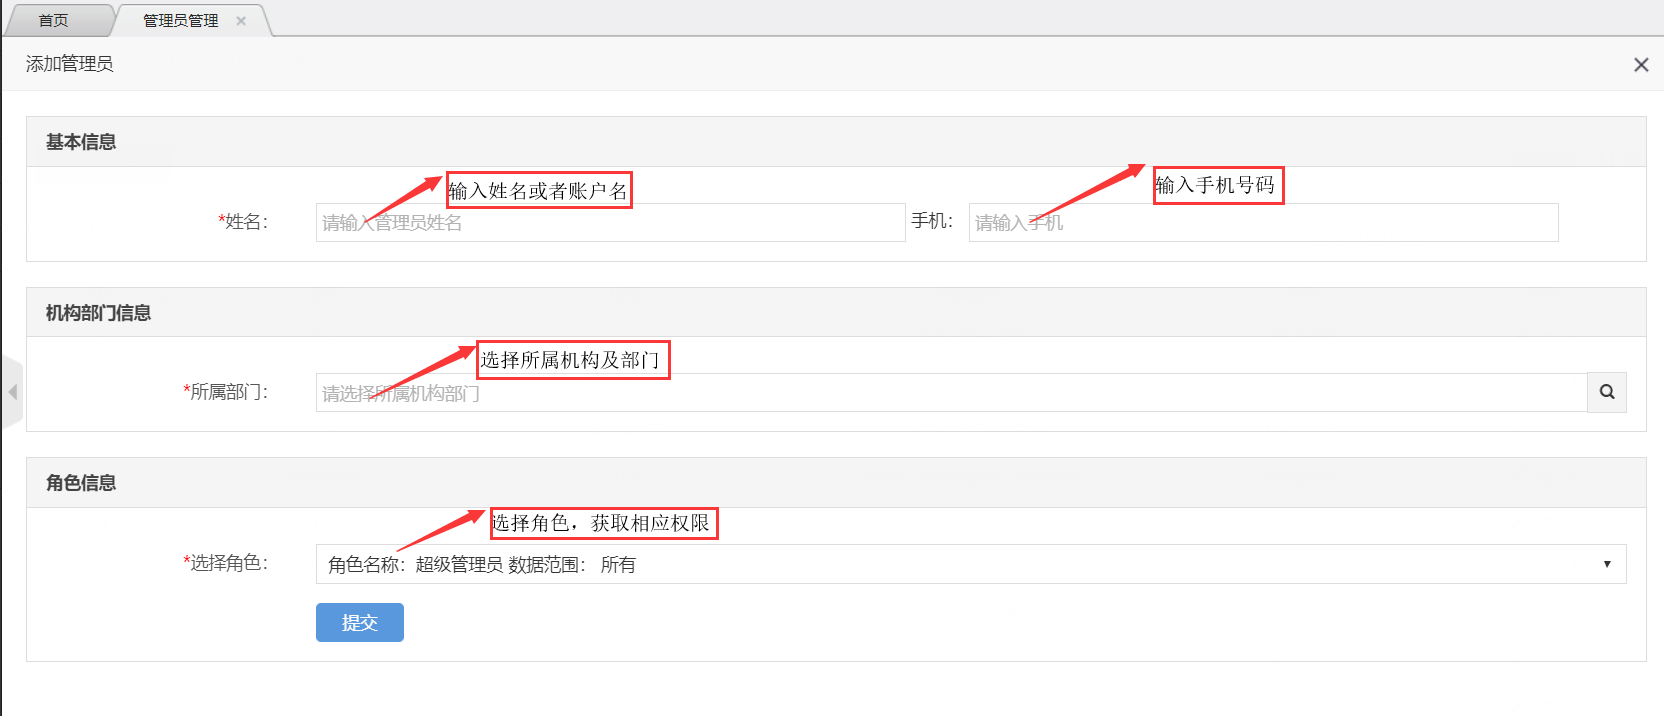 首页
管理员管理
添加管理员
基本信息
输入姓名或者账户名
输入手机号码
*姓名：
请输入管理员姓名
手机：
请输入手机
机构部门信息
选择所属机构及部门
*所属部门：
请选择所属机构部门
角色信息
选择角色，获取相应权限
*选择角色：
角色名称：超级管理员 数据范围： 所有
提交